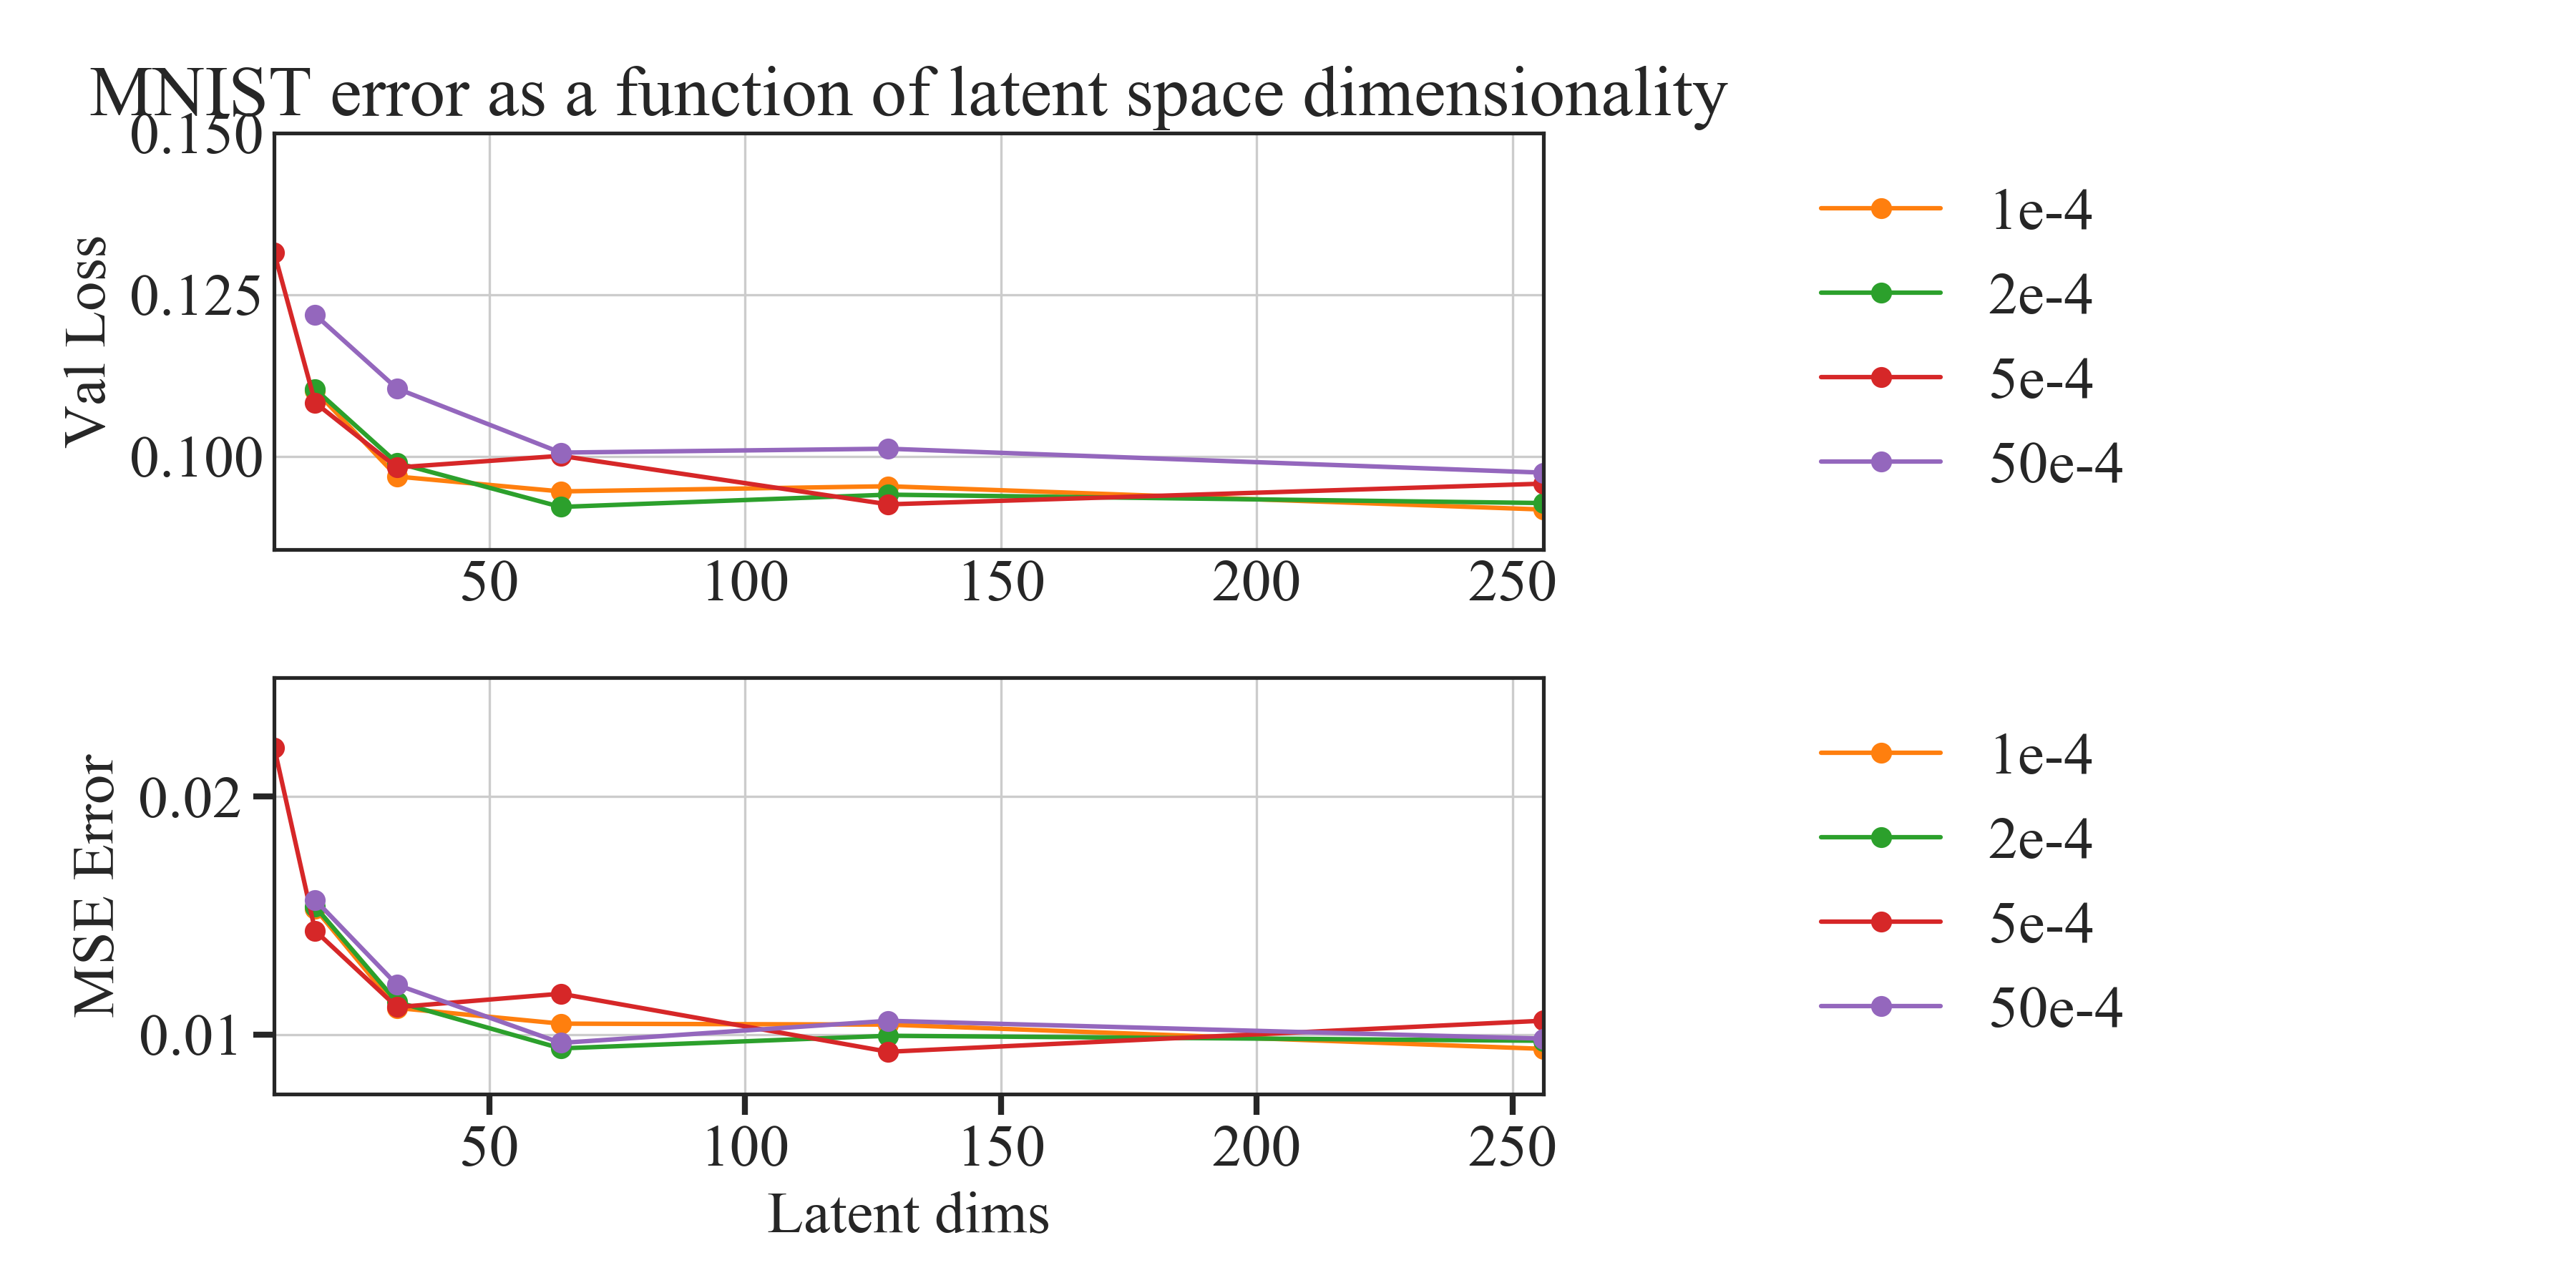 MNIST error as a function of latent space dimensionality
0.150
0.125
0.100
Val Loss
50 100 150 200 250
1e-4
2e-4
5e-4
50e-4
0.02
0.01
MSE Error
50 100 150 200 250
Latent dims
1e-4
2e-4
5e-4
50e-4